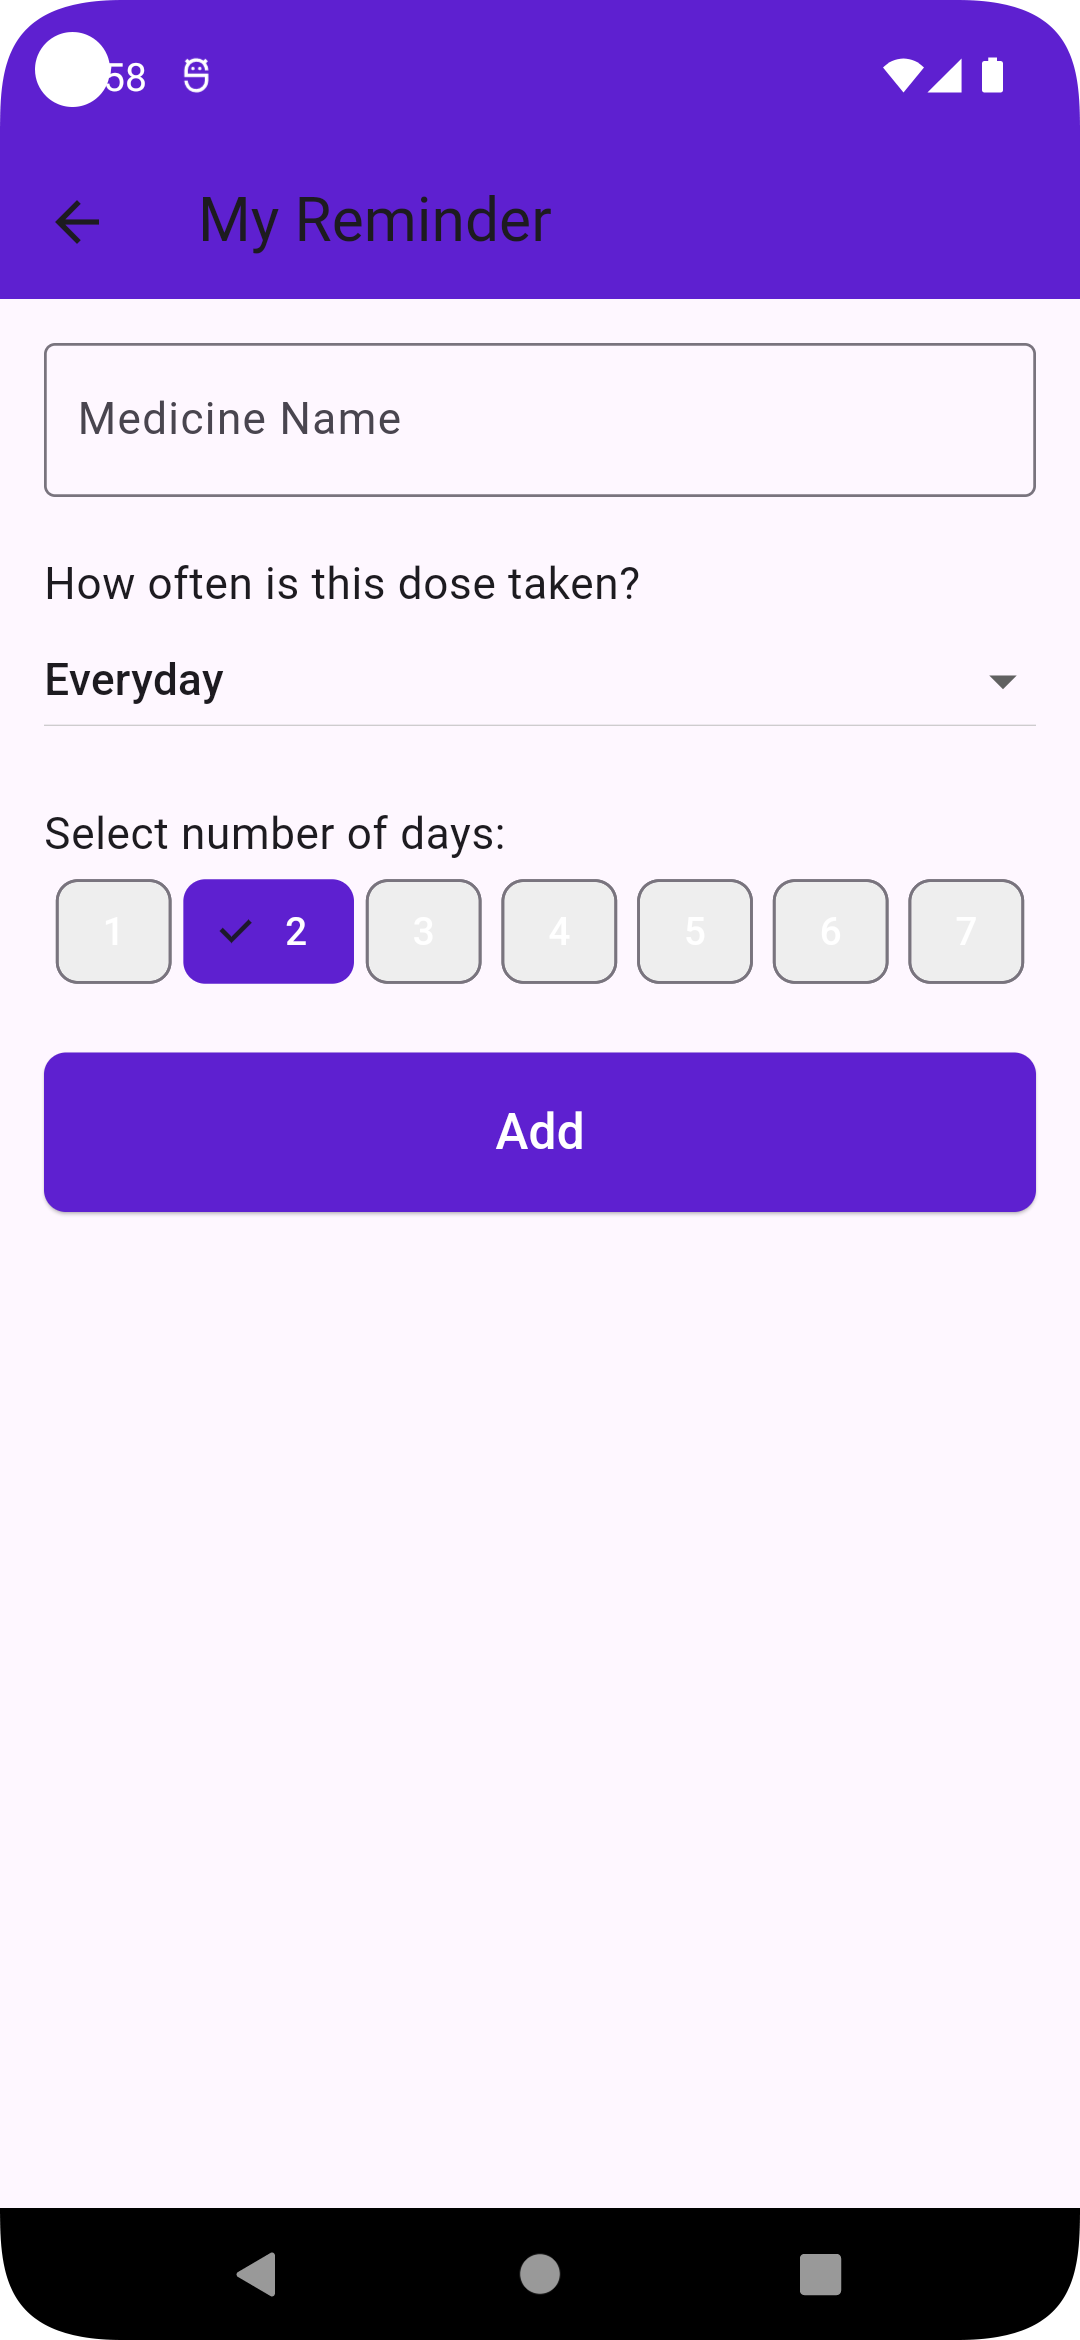 58
My Reminder
Medicine Name
How often is this dose taken?
Everyday
Select number of days:
1 2 3 4 5 6 7
Add